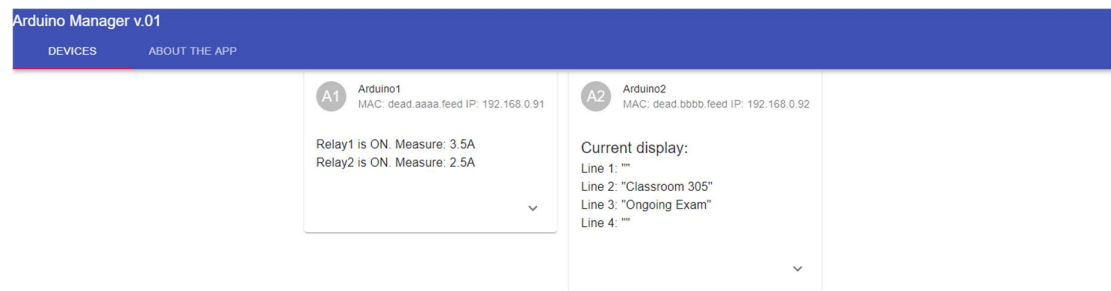 Arduino Manager v.01
DEVICES ABOUT THE APP
A1
Arduino1
MAC: dead.aaaa.feed IP: 192.168.0.91
Relay1 is ON. Measure: 3.5A
Relay2 is ON. Measure: 2.5A
A2
Arduino2
MAC: dead.bbbb.feed IP: 192.168.0.92
Current display:
Line 1: ""
Line 2: "Classroom 305"
Line 3: "Ongoing Exam"
Line 4: ""